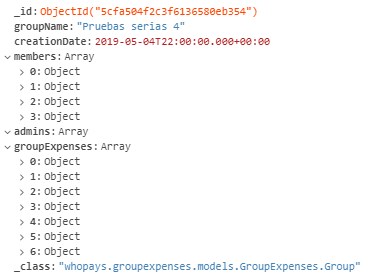 _id: ObjectId("5cfa504f2c3f6136580eb354")
groupName: "Pruebas serias 4"
creationDate: 2019-05-04T22:00:00.000+00:00
members: Array
0: Object
1: Object
2: Object
3: Object
admins: Array
groupExpenses: Array
0: Object
1: Object
2: Object
3: Object
4: Object
5: Object
6: Object
_class: "whopays.groupexpenses.models.GroupExpenses.Group"